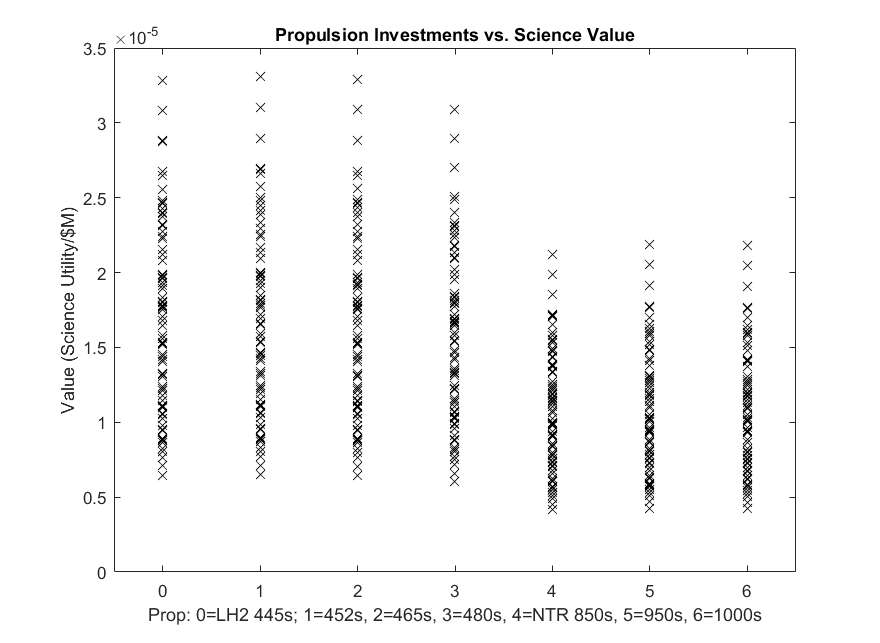 Propulsion Investments vs. Science Value
×10-5
3.5
3
2.5
2
1.5
1
0.5
0
Value (Science Utility/$M)
0 1 2 3 4 5 6
Prop: 0=LH2 445s; 1=452s, 2=465s, 3=480s, 4=NTR 850s, 5=950s, 6=1000s